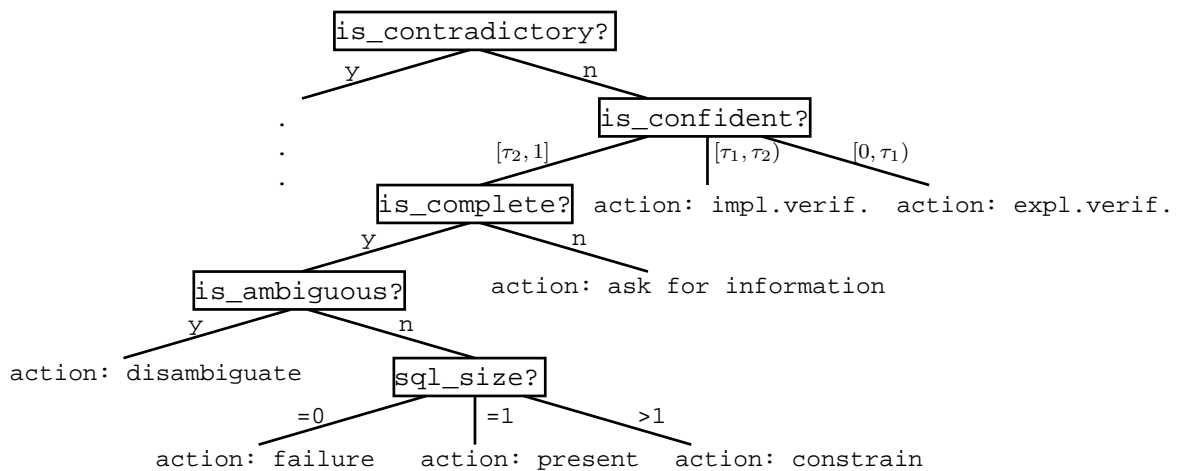 is_contradictory?
y n
.
is_confident?
.
[τ₂, 1] [τ₁, τ₂) [0, τ₁)
.
is_complete? action: impl.verif. action: expl.verif.
y n
is_ambiguous? action: ask for information
y n
action: disambiguate sql_size?
=0 =1 >1
action: failure action: present action: constrain